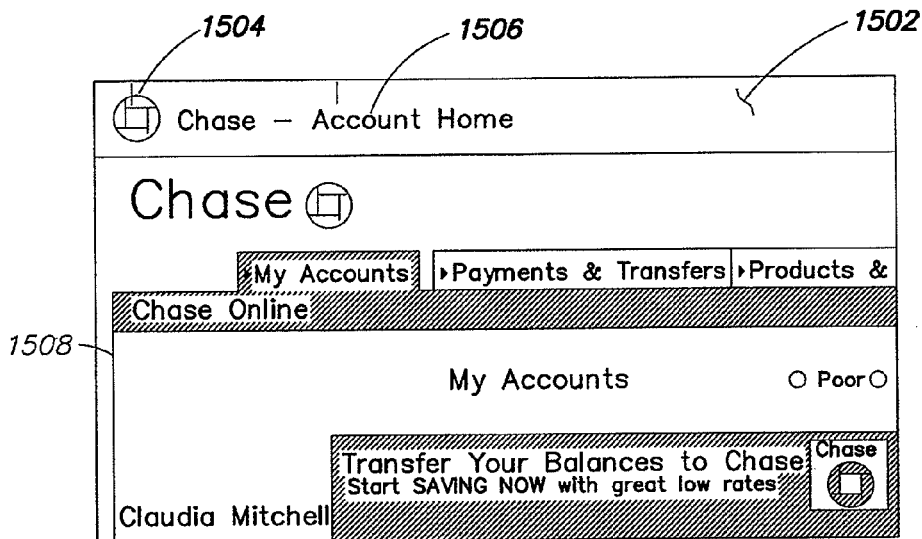 1504
1506
1502
Chase – Account Home
Chase
My Accounts
Payments & Transfers
Products &
Chase Online
1508
My Accounts
Poor
Transfer Your Balances to Chase
Start SAVING NOW with great low rates
Chase
Claudia Mitchell